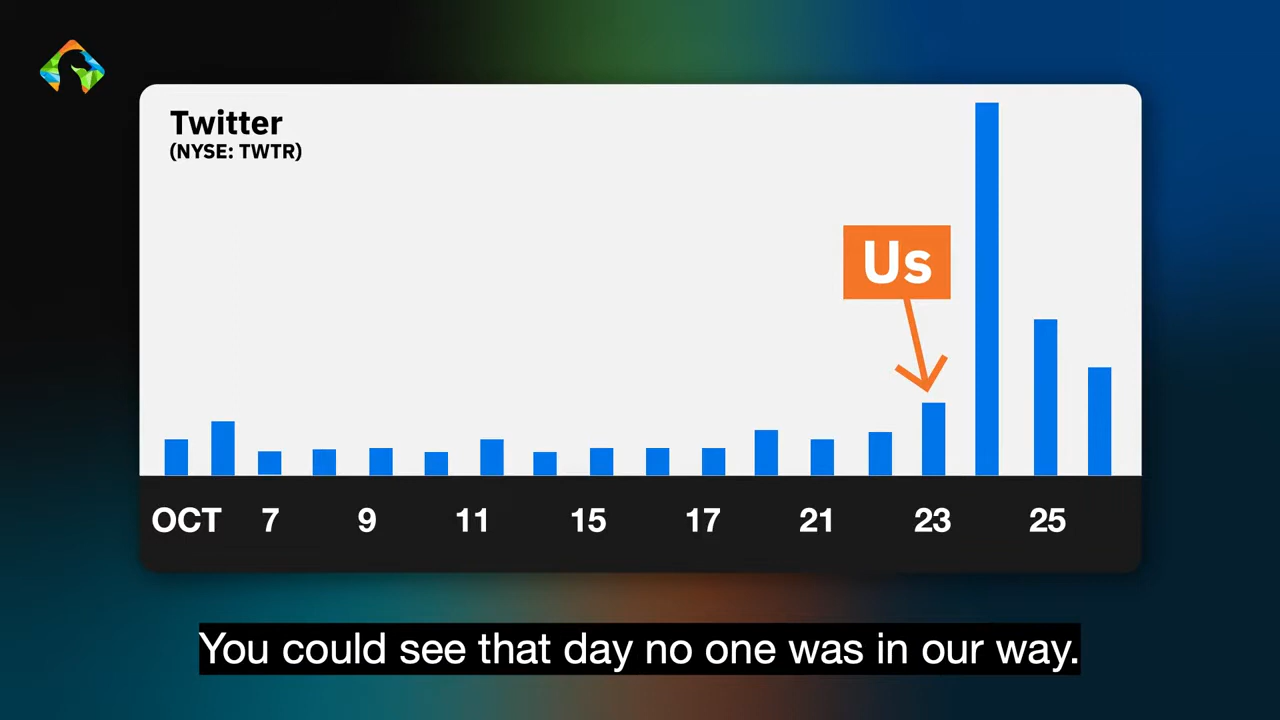 Twitter
(NYSE: TWTR)
Us
OCT 7 9 11 15 17 21 23 25
You could see that day no one was in our way.